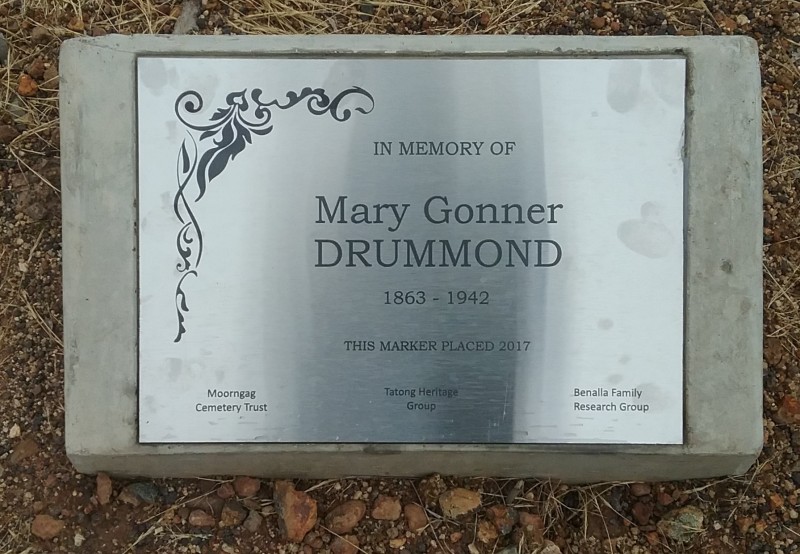 IN MEMORY OF
Mary Gonner
DRUMMOND
1863 - 1942
THIS MARKER PLACED 2017
Moorngag
Cemetery Trust
Tatong Heritage
Group
Benalla Family
Research Group